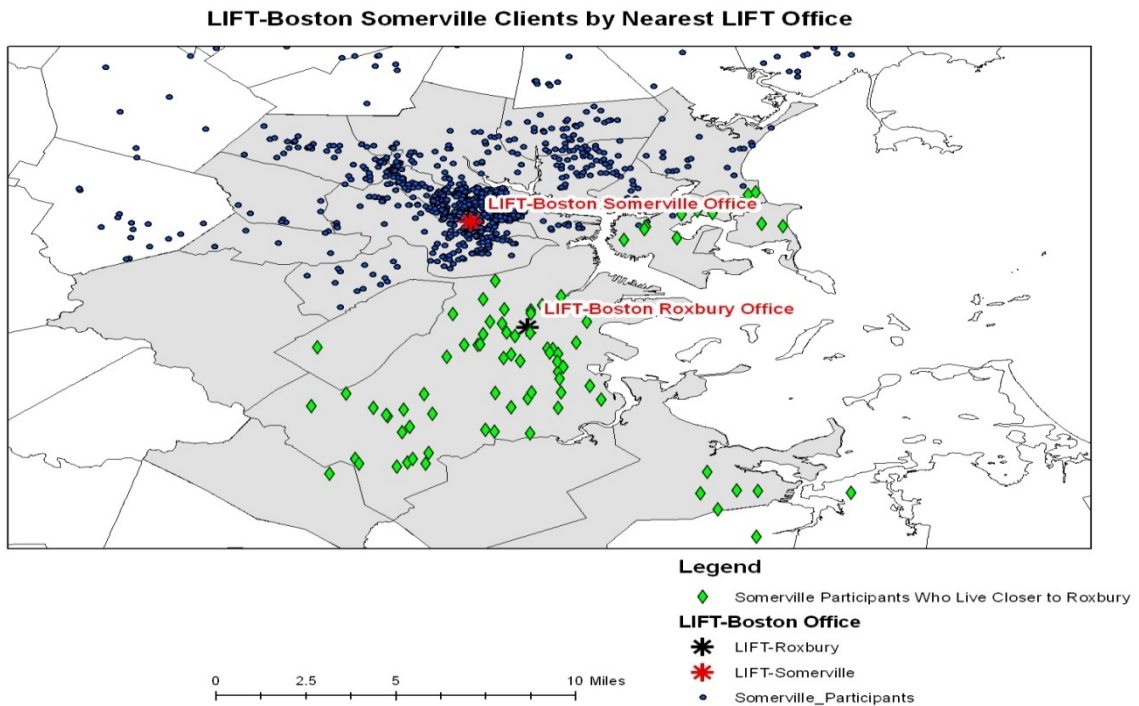 LIFT-Boston Somerville Clients by Nearest LIFT Office
LIFT-Boston Somerville Office
LIFT-Boston Roxbury Office
Legend
Somerville Participants Who Live Closer to Roxbury
LIFT-Boston Office
LIFT-Roxbury
LIFT-Somerville
Somerville_Participants
0 2.5 5 10 Miles